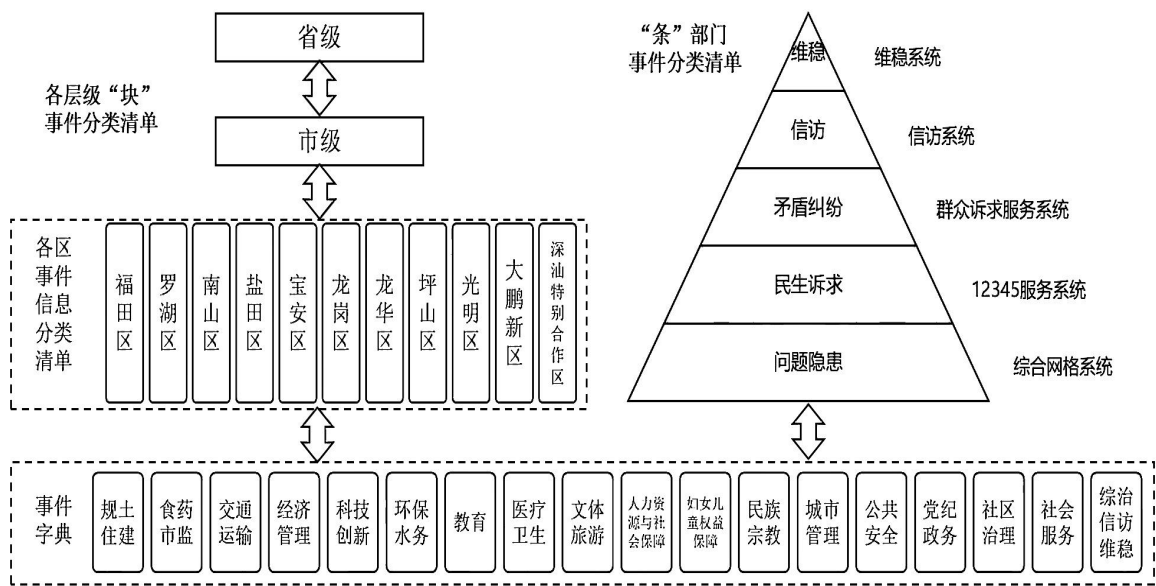 省级
各层级“块”
事件分类清单
市级
各区
事件
信息
分类
清单
福田区
罗湖区
南山区
盐田区
宝安区
龙岗区
龙华区
坪山区
光明区
大鹏新区
深汕特别合作区
“条”部门
事件分类清单
维稳
维稳系统
信访
信访系统
矛盾纠纷
群众诉求服务系统
民生诉求
12345服务系统
问题隐患
综合网格系统
事件
字典
规土
住建
食药
市监
交通
运输
经济
管理
科技
创新
环保
水务
教育
医疗
卫生
文体
旅游
人力资
源与社
会保障
妇女儿
童权益
保障
民族
宗教
城市
管理
公共
安全
党纪
政务
社区
治理
社会
服务
综治
信访
维稳